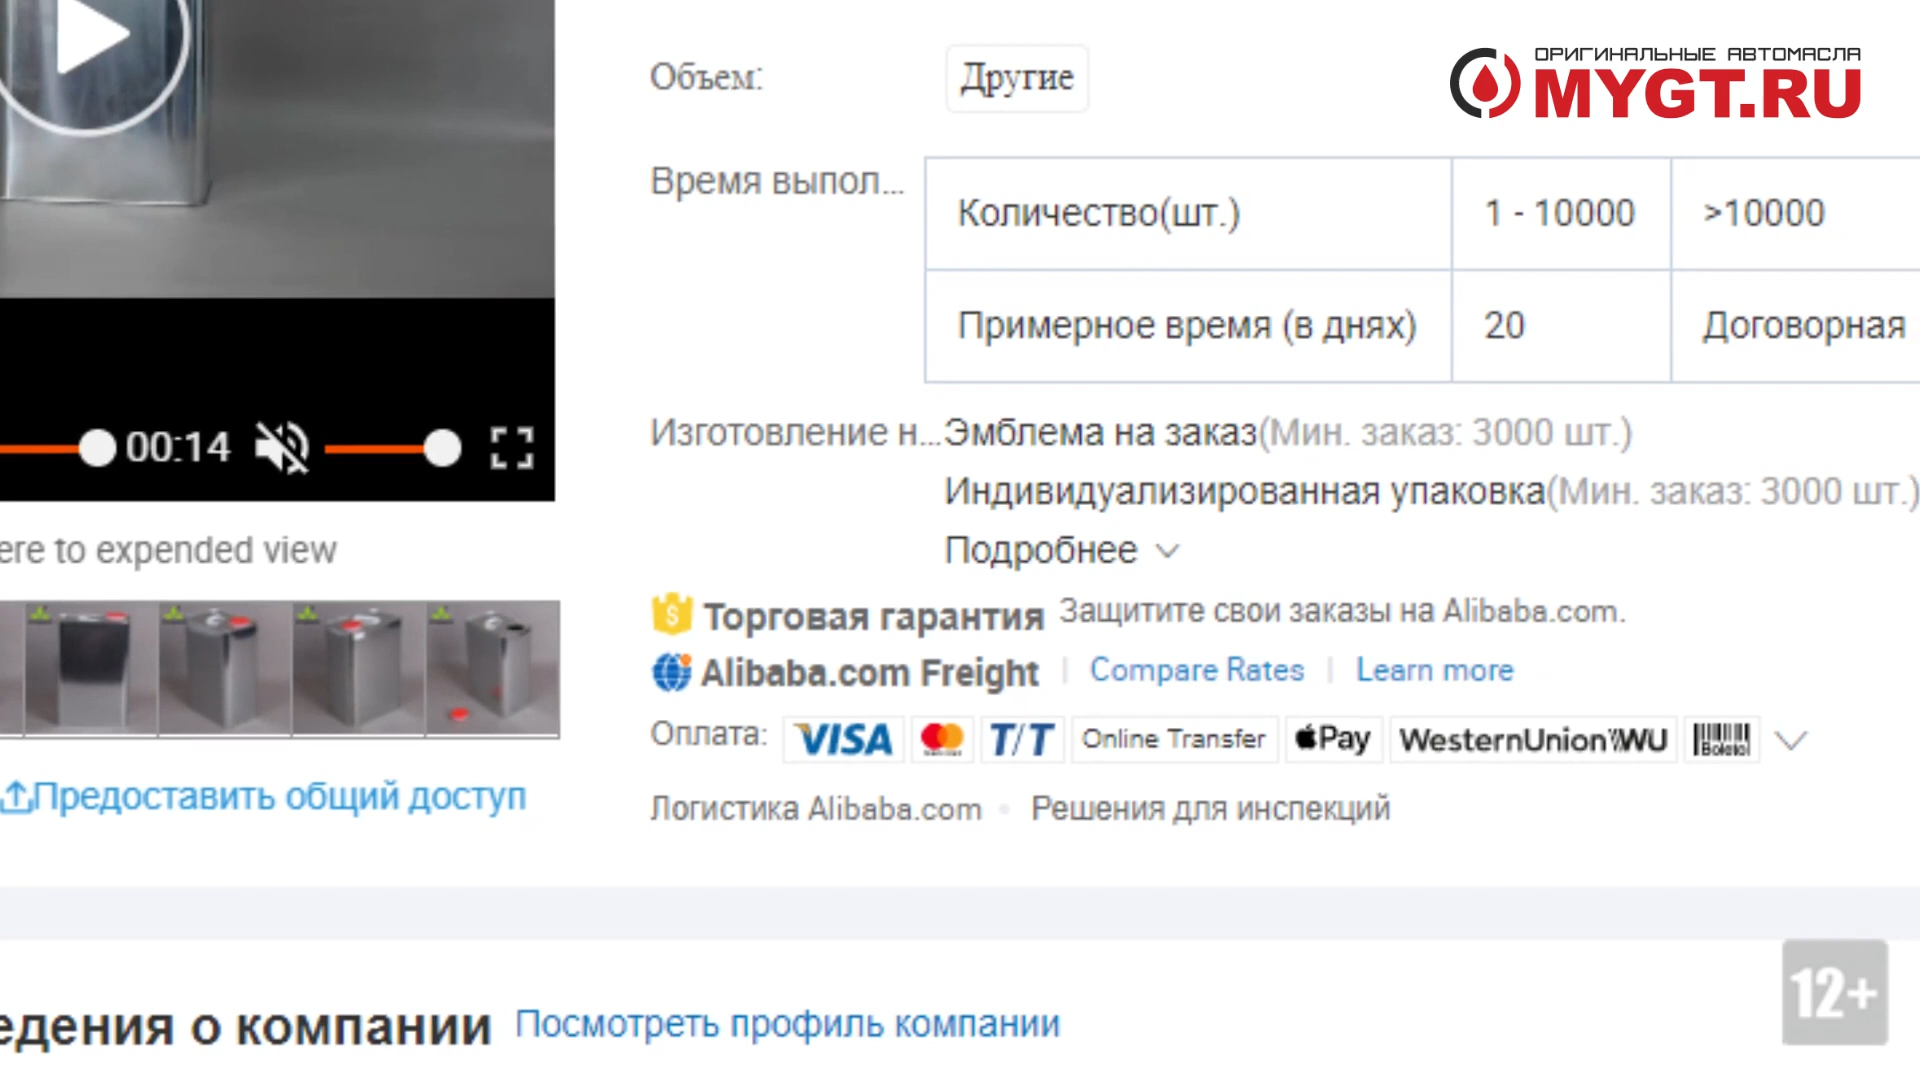 ОРИГИНАЛЬНЫЕ АВТОМАСЛА
MYGT.RU
Объем:
Другие
Время выпол...
Количество(шт.)
1 - 10000
>10000
Примерное время (в днях)
20
Договорная
Изготовление н...
Эмблема на заказ(Мин. заказ: 3000 шт.)
Индивидуализированная упаковка(Мин. заказ: 3000 шт.)
Подробнее
00:14
ere to expended view
Торговая гарантия Защитите свои заказы на Alibaba.com.
Alibaba.com Freight | Compare Rates | Learn more
Оплата: VISA T/T Online Transfer Pay WesternUnion WU Boleto
Логистика Alibaba.com • Решения для инспекций
Предоставить общий доступ
едения о компании Посмотреть профиль компании
12+